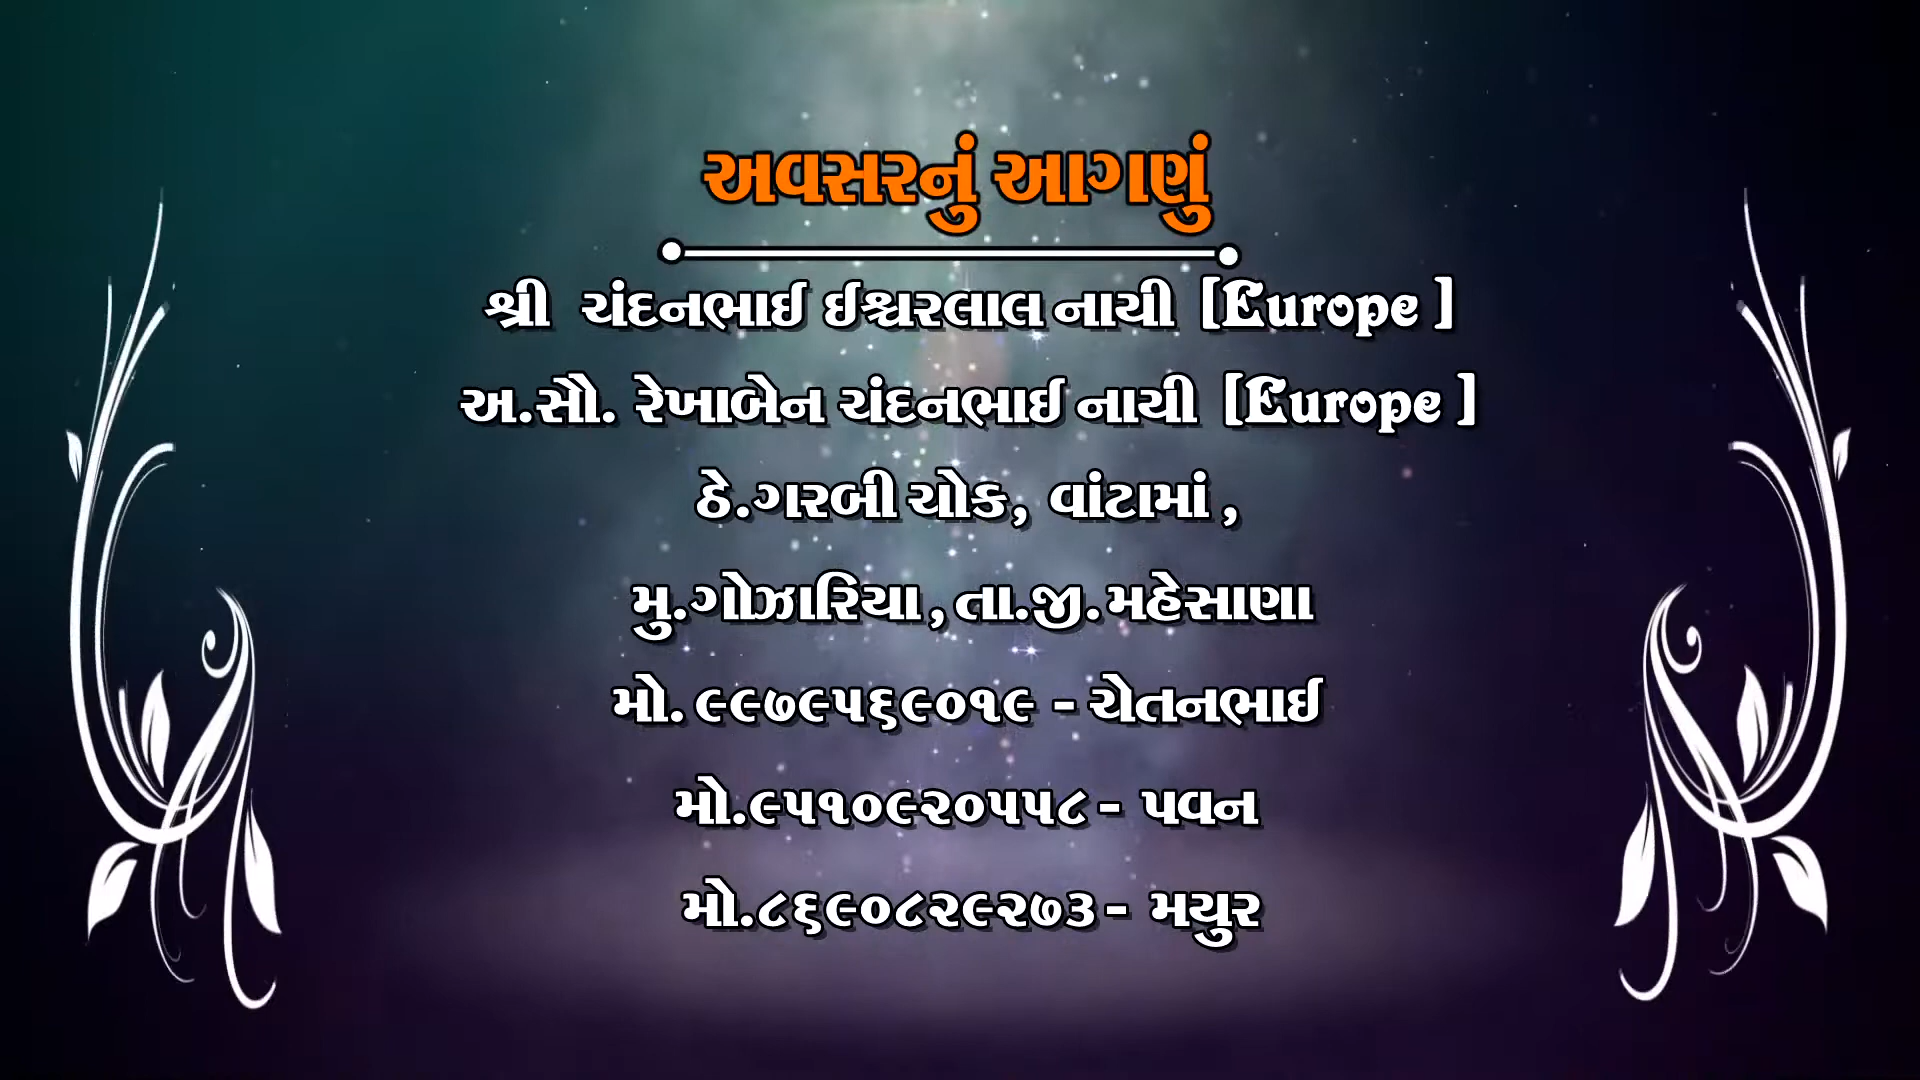 અવસરનું આગણું
શ્રી ચંદનભાઈ ઈશ્વરલાલ નાયી [Europe ]
અ.સૌ. રેખાબેન ચંદનભાઈ નાયી [Europe ]
ઠે.ગરબી ચોક, વાંટામાં ,
મુ.ગોઝારિયા,તા.જી.મહેસાણા
મો. ૯૯૭૯૫૬૯૦૧૯ - ચેતનભાઈ
મો.૯૫૧૦૯૨૦૫૫૮ - પવન
મો.૮૬૯૦૮૨૯૨૭૩ - મયુર